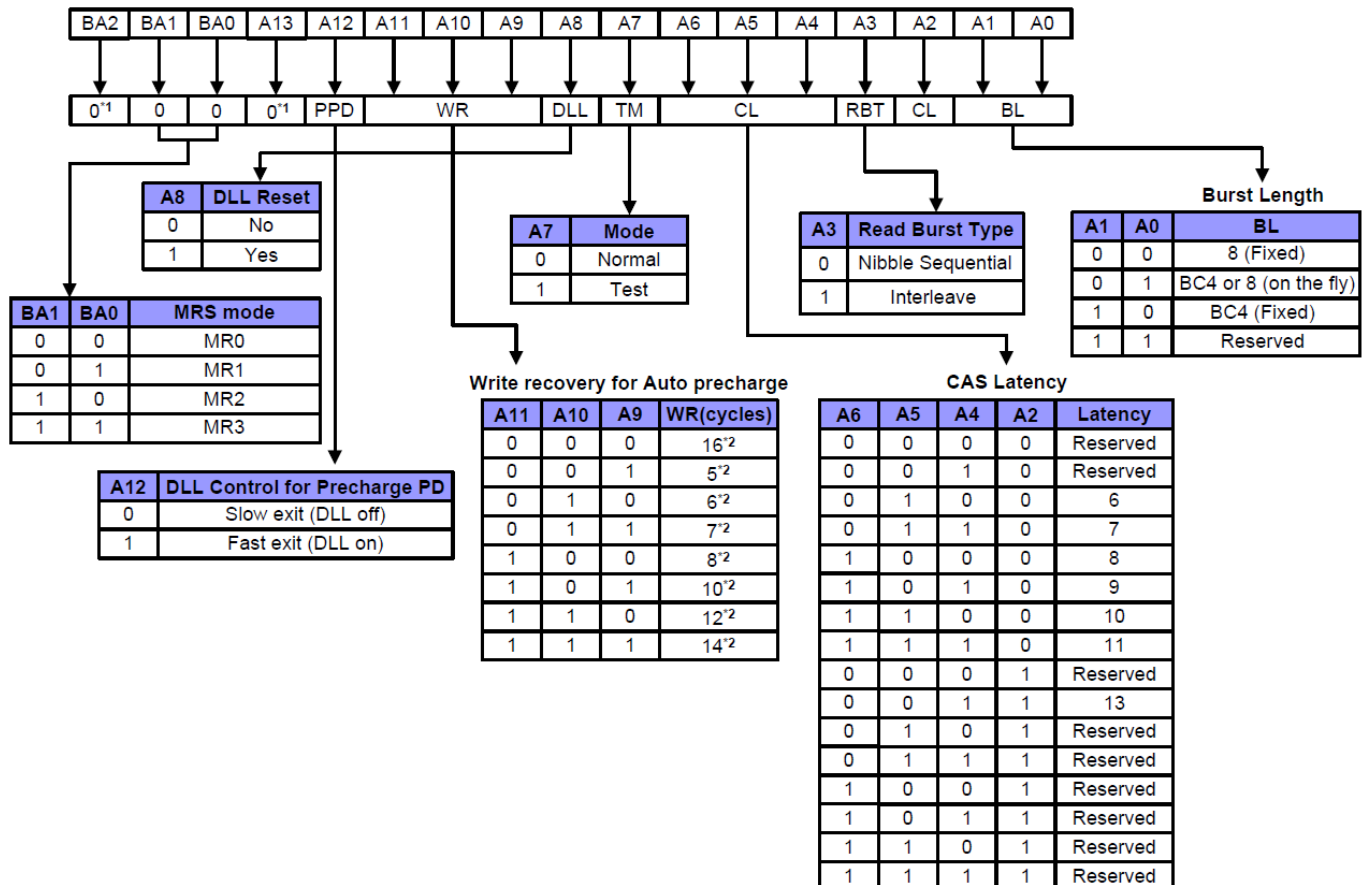 BA2 BA1 BA0 A13 A12 A11 A10 A9 A8 A7 A6 A5 A4 A3 A2 A1 A0
0*1 0 0 0*1 PPD WR DLL TM CL RBT CL BL
A8 DLL Reset
0 No
1 Yes
BA1 BA0 MRS mode
0 0 MR0
0 1 MR1
1 0 MR2
1 1 MR3
A12 DLL Control for Precharge PD
0 Slow exit (DLL off)
1 Fast exit (DLL on)
A7 Mode
0 Normal
1 Test
Write recovery for Auto precharge
A11 A10 A9 WR(cycles)
0 0 0 16*2
0 0 1 5*2
0 1 0 6*2
0 1 1 7*2
1 0 0 8*2
1 0 1 10*2
1 1 0 12*2
1 1 1 14*2
A3 Read Burst Type
0 Nibble Sequential
1 Interleave
CAS Latency
A6 A5 A4 A2 Latency
0 0 0 0 Reserved
0 0 1 0 Reserved
0 1 0 0 6
0 1 1 0 7
1 0 0 0 8
1 0 1 0 9
1 1 0 0 10
1 1 1 0 11
0 0 0 1 Reserved
0 0 1 1 13
0 1 0 1 Reserved
0 1 1 1 Reserved
1 0 0 1 Reserved
1 0 1 1 Reserved
1 1 0 1 Reserved
1 1 1 1 Reserved
Burst Length
A1 A0 BL
0 0 8 (Fixed)
0 1 BC4 or 8 (on the fly)
1 0 BC4 (Fixed)
1 1 Reserved